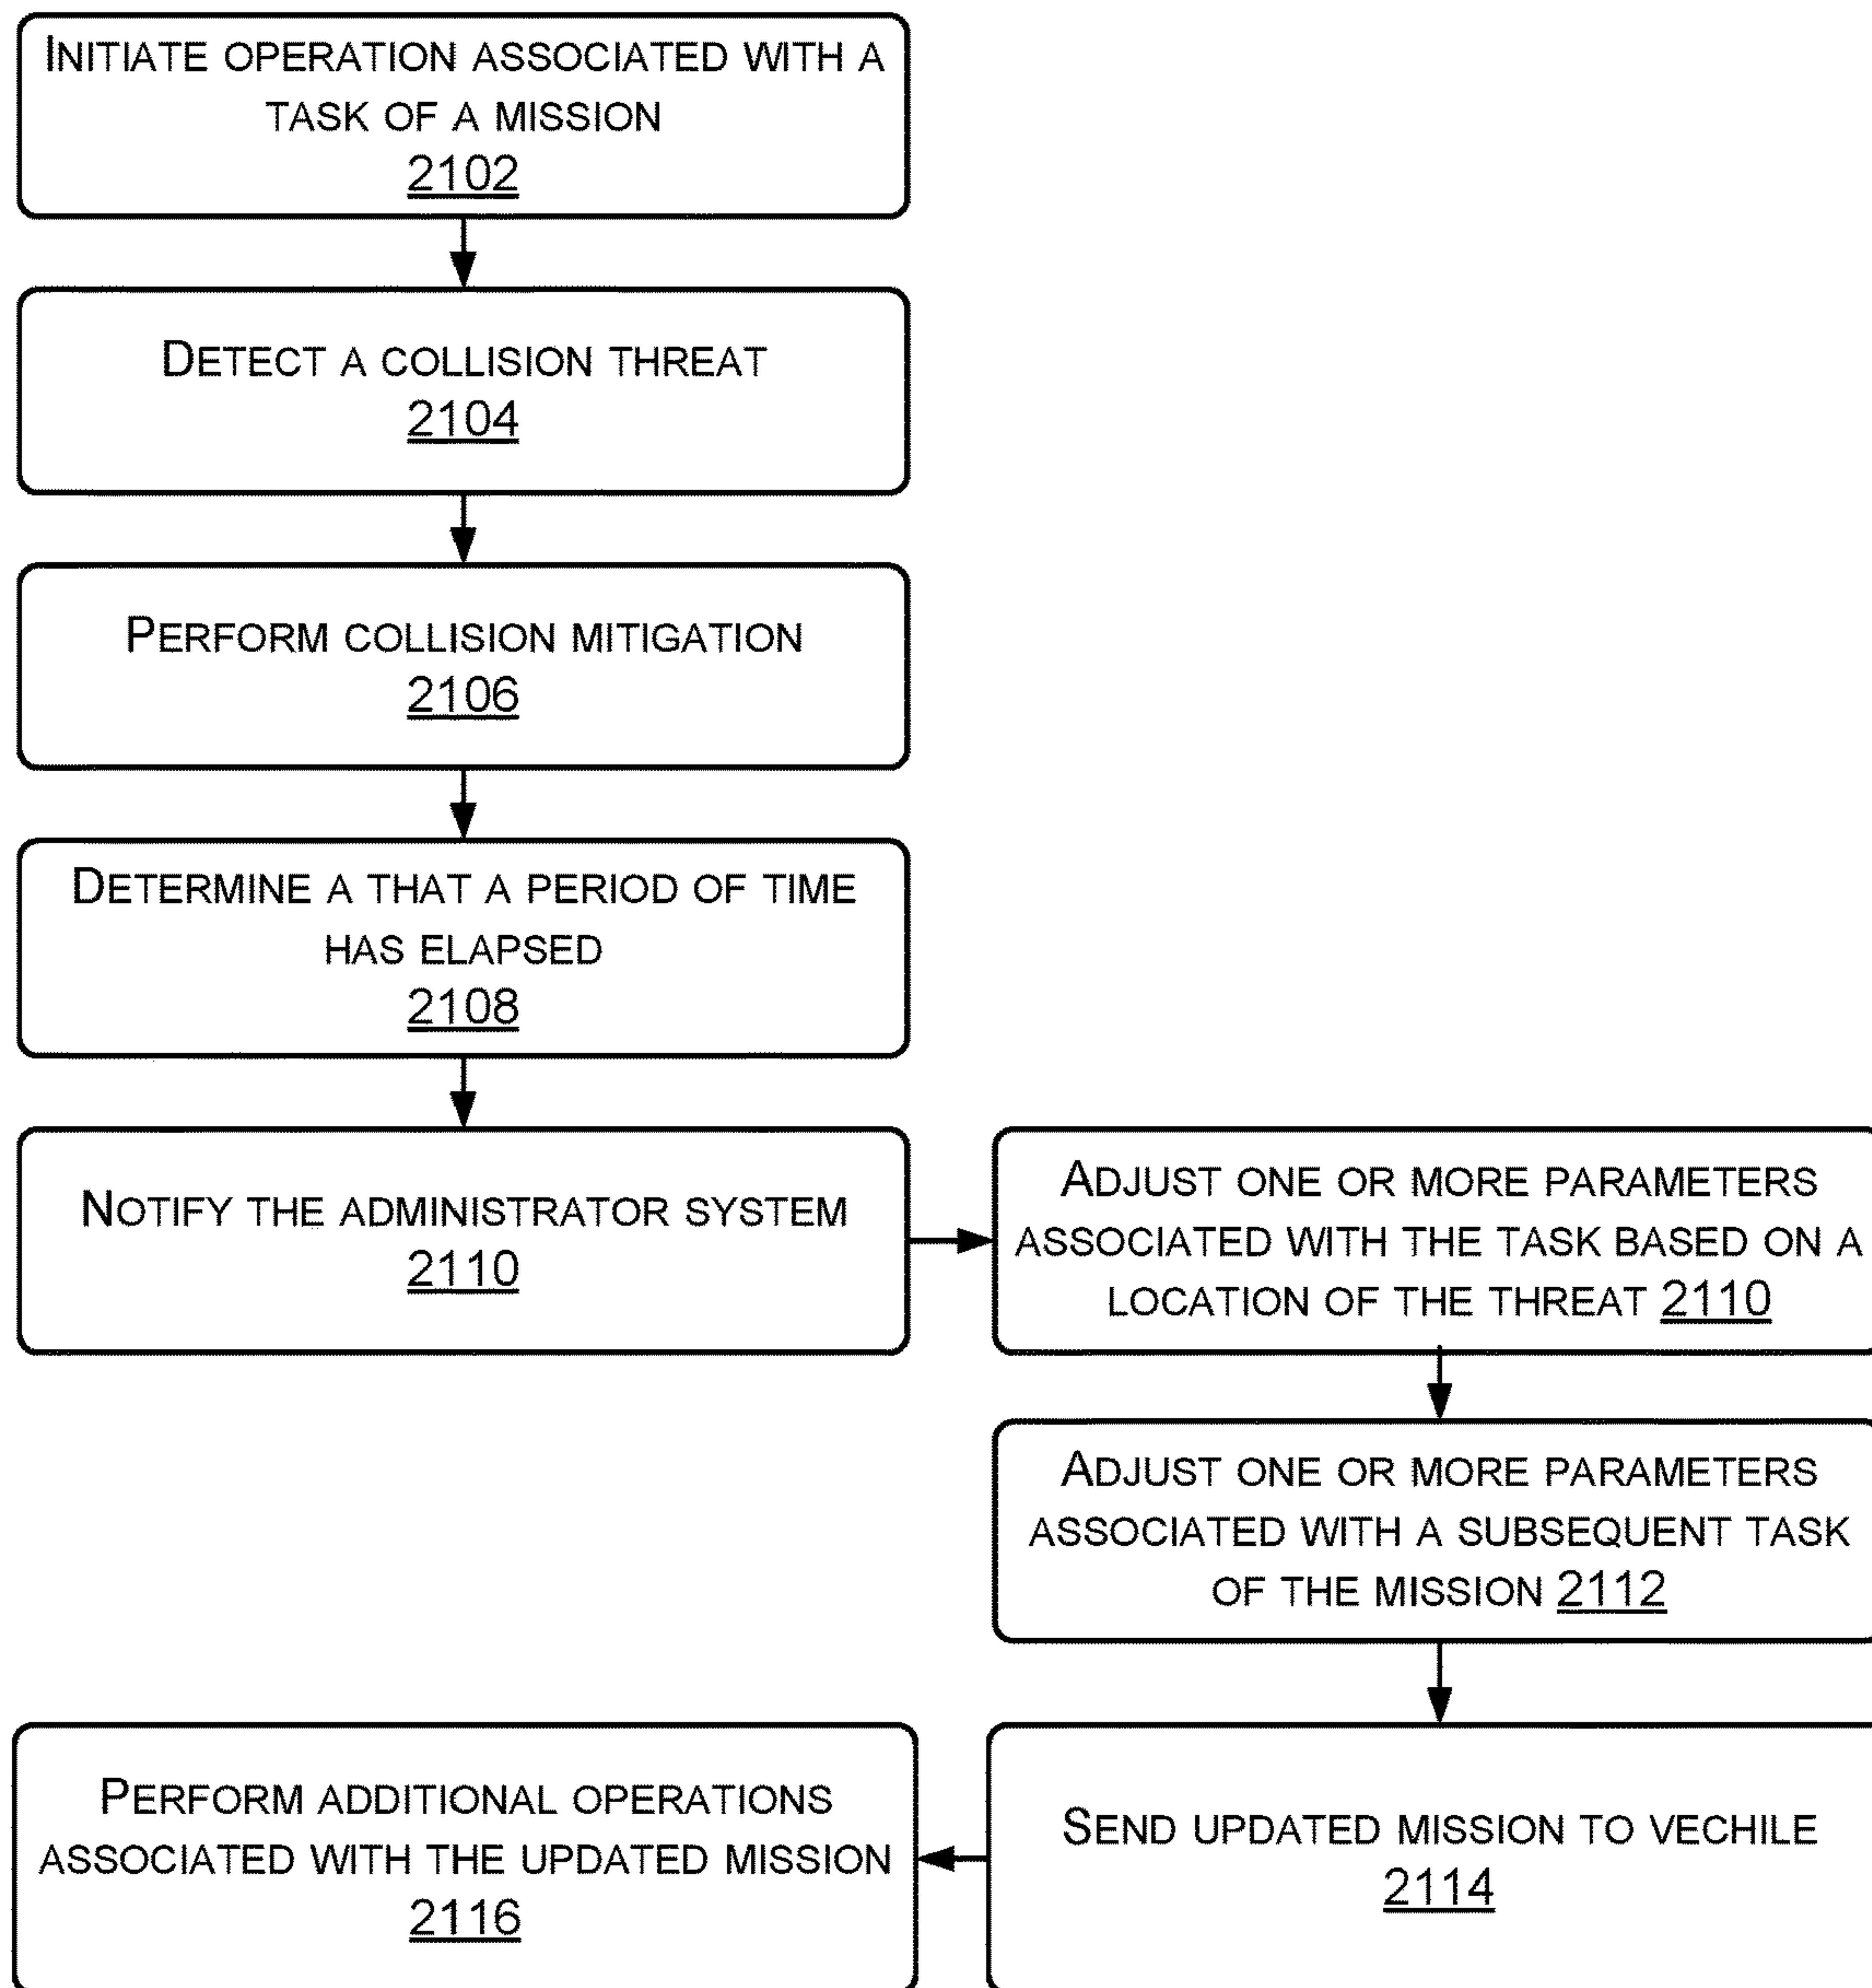 INITIATE OPERATION ASSOCIATED WITH A
TASK OF A MISSION
2102
DETECT A COLLISION THREAT
2104
PERFORM COLLISION MITIGATION
2106
DETERMINE A THAT A PERIOD OF TIME
HAS ELAPSED
2108
NOTIFY THE ADMINISTRATOR SYSTEM
2110
ADJUST ONE OR MORE PARAMETERS
ASSOCIATED WITH THE TASK BASED ON A
LOCATION OF THE THREAT 2110
ADJUST ONE OR MORE PARAMETERS
ASSOCIATED WITH A SUBSEQUENT TASK
OF THE MISSION 2112
SEND UPDATED MISSION TO VECHILE
2114
PERFORM ADDITIONAL OPERATIONS
ASSOCIATED WITH THE UPDATED MISSION
2116